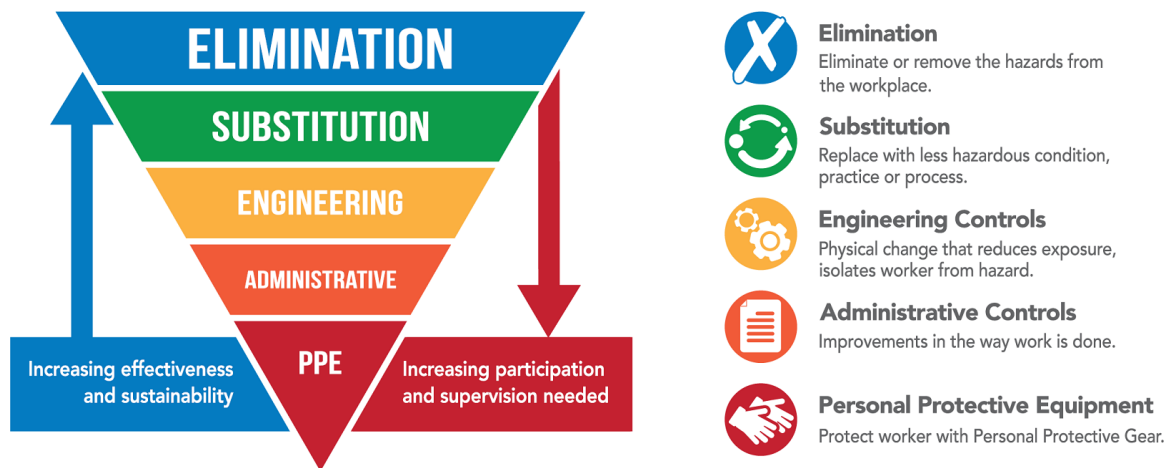 ELIMINATION
SUBSTITUTION
ENGINEERING
ADMINISTRATIVE
PPE
Increasing effectiveness
and sustainability
Increasing participation
and supervision needed
Elimination
Eliminate or remove the hazards from
the workplace.
Substitution
Replace with less hazardous condition,
practice or process.
Engineering Controls
Physical change that reduces exposure,
isolates worker from hazard.
Administrative Controls
Improvements in the way work is done.
Personal Protective Equipment
Protect worker with Personal Protective Gear.